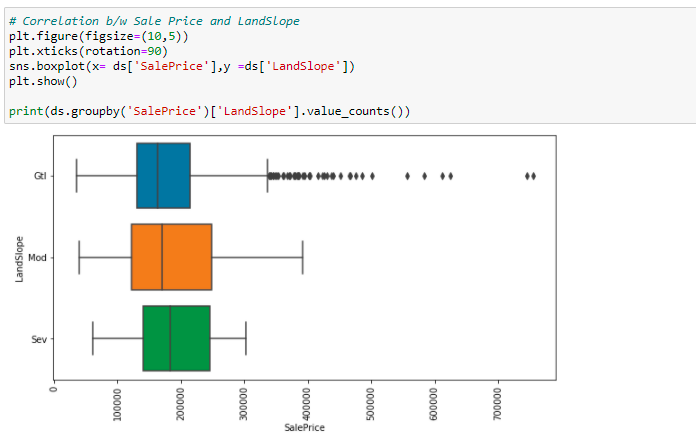 # Correlation b/w Sale Price and LandSlope
plt.figure(figsize=(10,5))
plt.xticks(rotation=90)
sns.boxplot(x= ds['SalePrice'],y =ds['LandSlope'])
plt.show()
print(ds.groupby('SalePrice')['LandSlope'].value_counts())
Gtl
Mod
Sev
LandSlope
0
100000
200000
300000
400000
500000
600000
700000
SalePrice